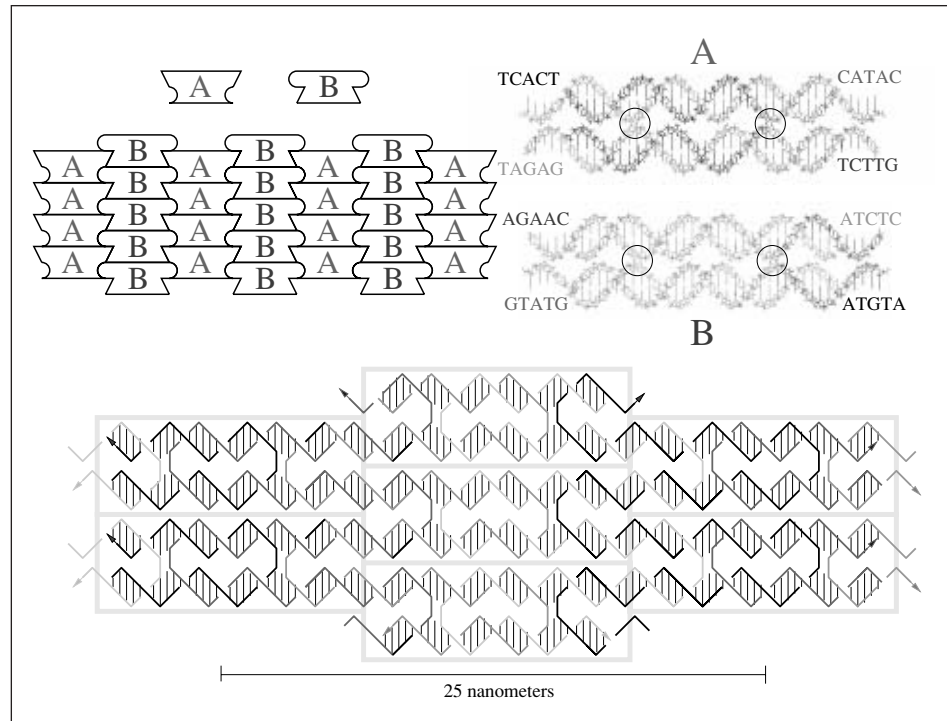 A B
B B B
A A A A
B B B
A A A A
B B B
A A A A
B B B
A A A A
B B B
A
TCACT CATAC
TAGAG TCTTG
AGAAC ATCTC
GTATG ATGTA
B
25 nanometers